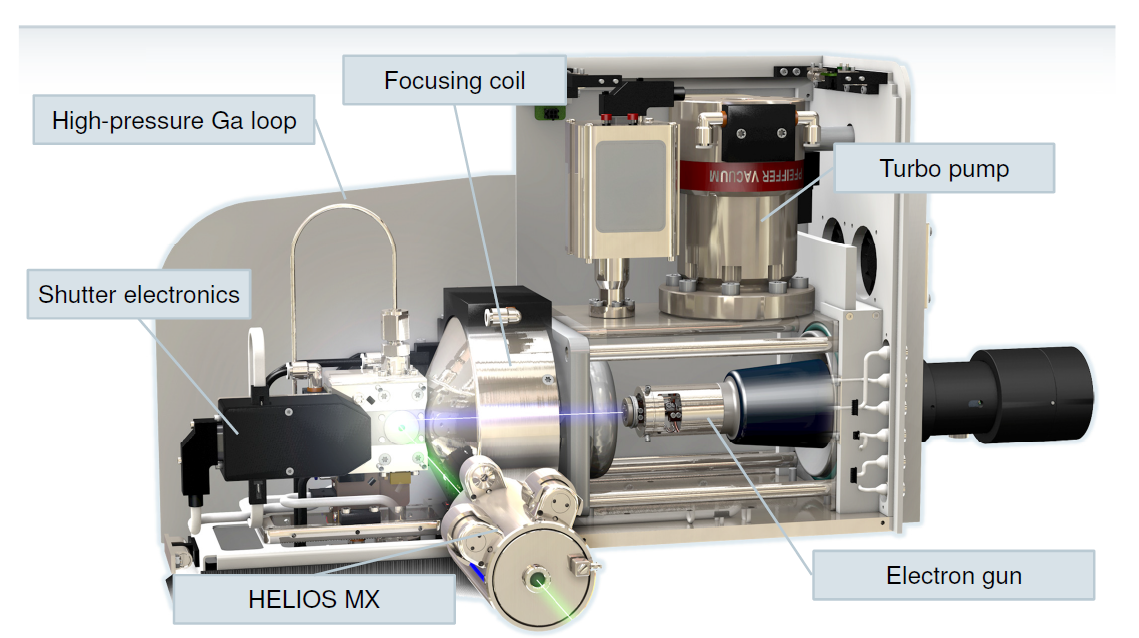 Focusing coil
High-pressure Ga loop
Turbo pump
PFEIFFER VACUUM
Shutter electronics
Electron gun
HELIOS MX